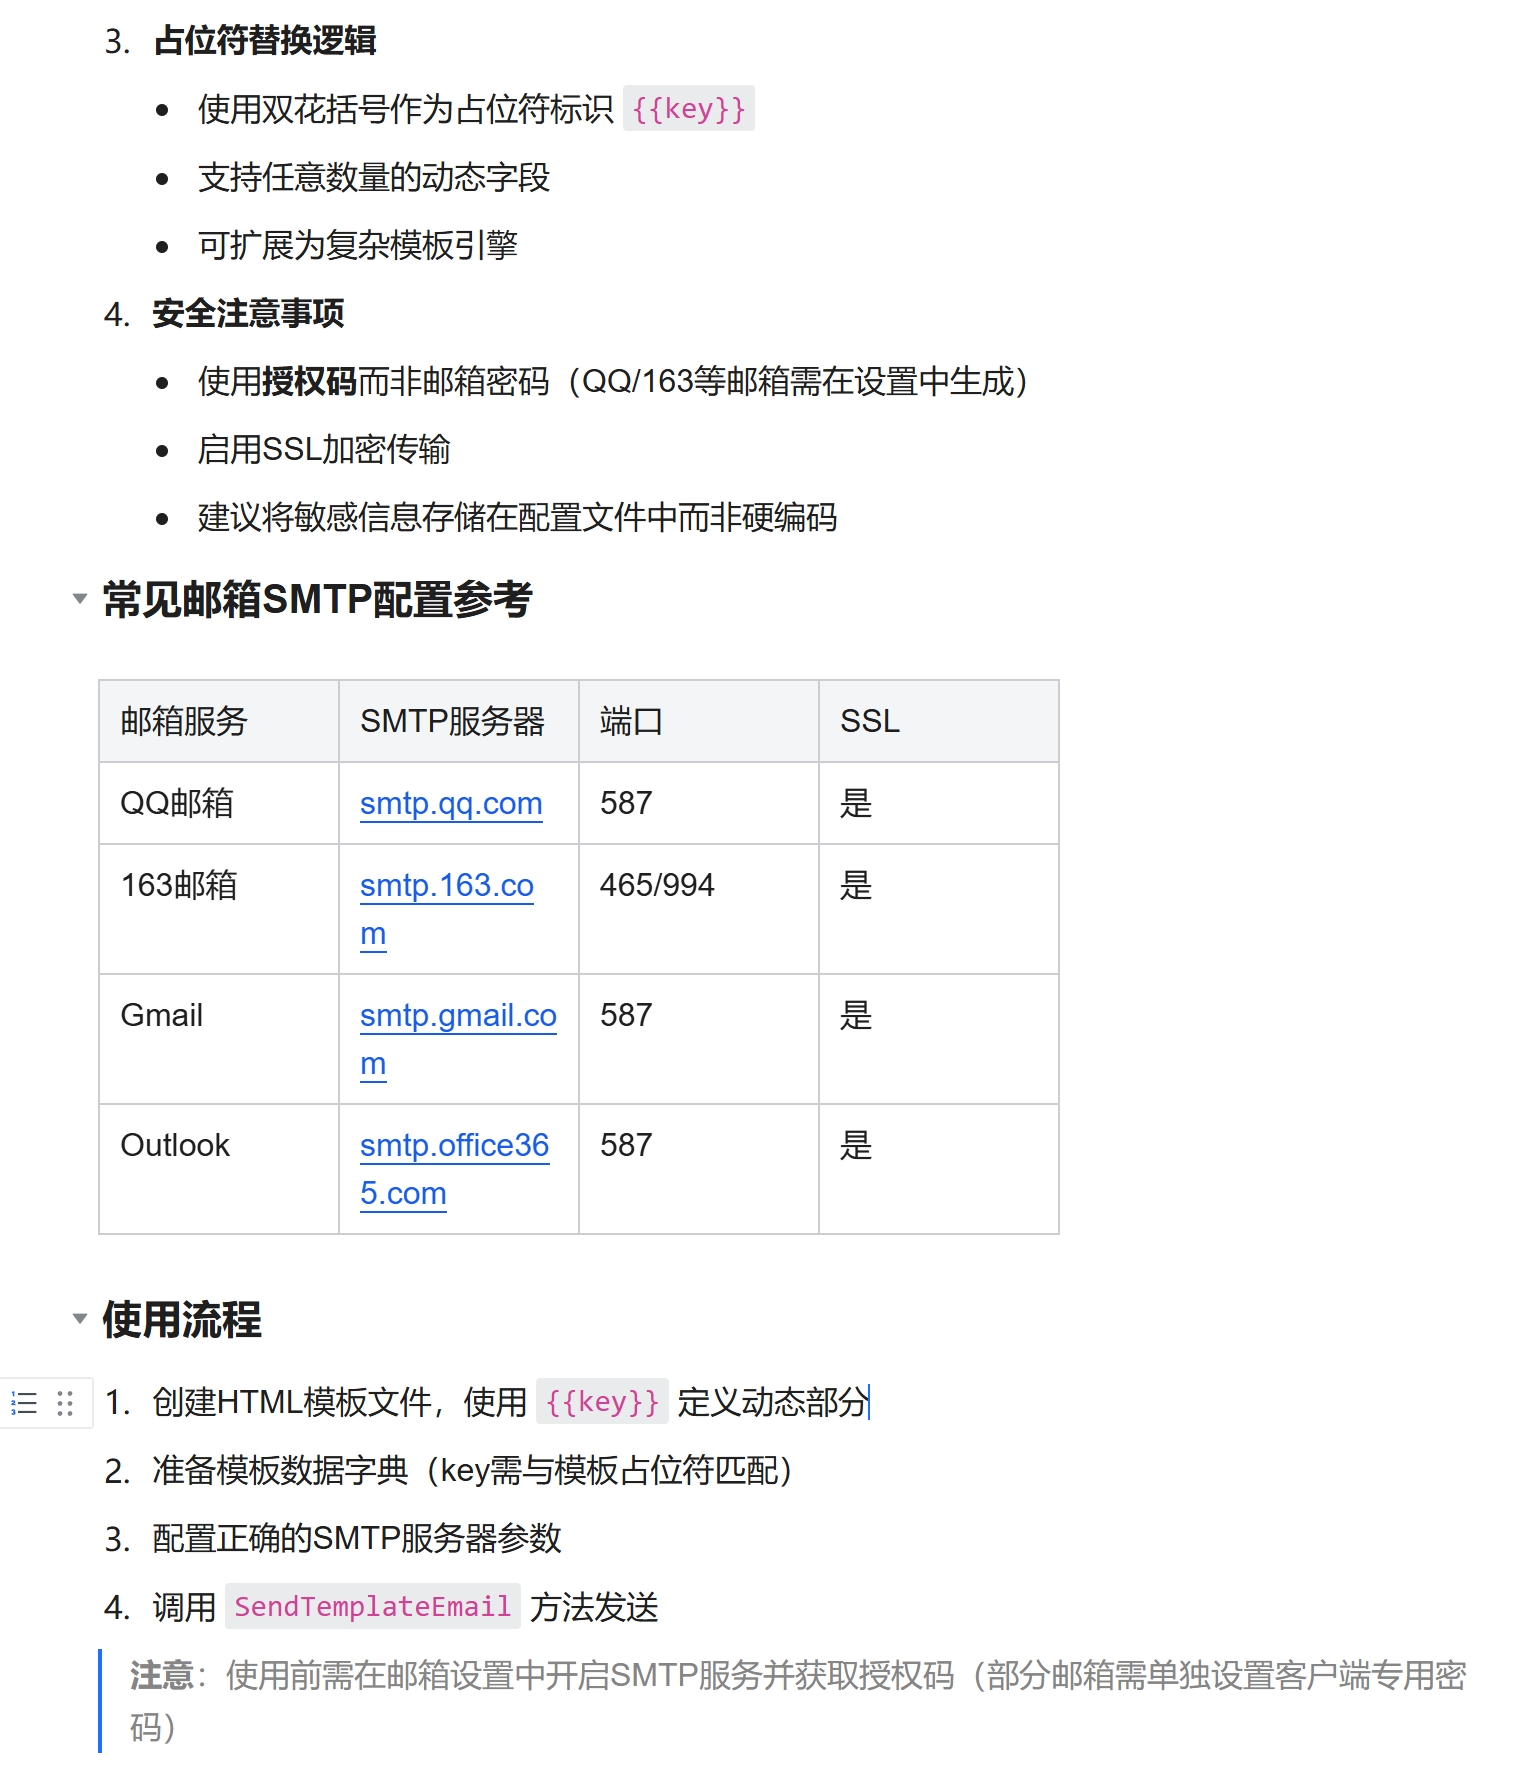 3. 占位符替换逻辑
使用双花括号作为占位符标识 {{key}}
支持任意数量的动态字段
可扩展为复杂模板引擎
4. 安全注意事项
使用授权码而非邮箱密码（QQ/163等邮箱需在设置中生成）
启用SSL加密传输
建议将敏感信息存储在配置文件中而非硬编码
常见邮箱SMTP配置参考
邮箱服务 SMTP服务器 端口 SSL
QQ邮箱 smtp.qq.com 587 是
163邮箱 smtp.163.co 465/994 是
m
Gmail smtp.gmail.co 587 是
m
Outlook smtp.office36 587 是
5.com
使用流程
1. 创建HTML模板文件，使用 {{key}} 定义动态部分
2. 准备模板数据字典（key需与模板占位符匹配）
3. 配置正确的SMTP服务器参数
4. 调用 SendTemplateEmail 方法发送
注意：使用前需在邮箱设置中开启SMTP服务并获取授权码（部分邮箱需单独设置客户端专用密
码）